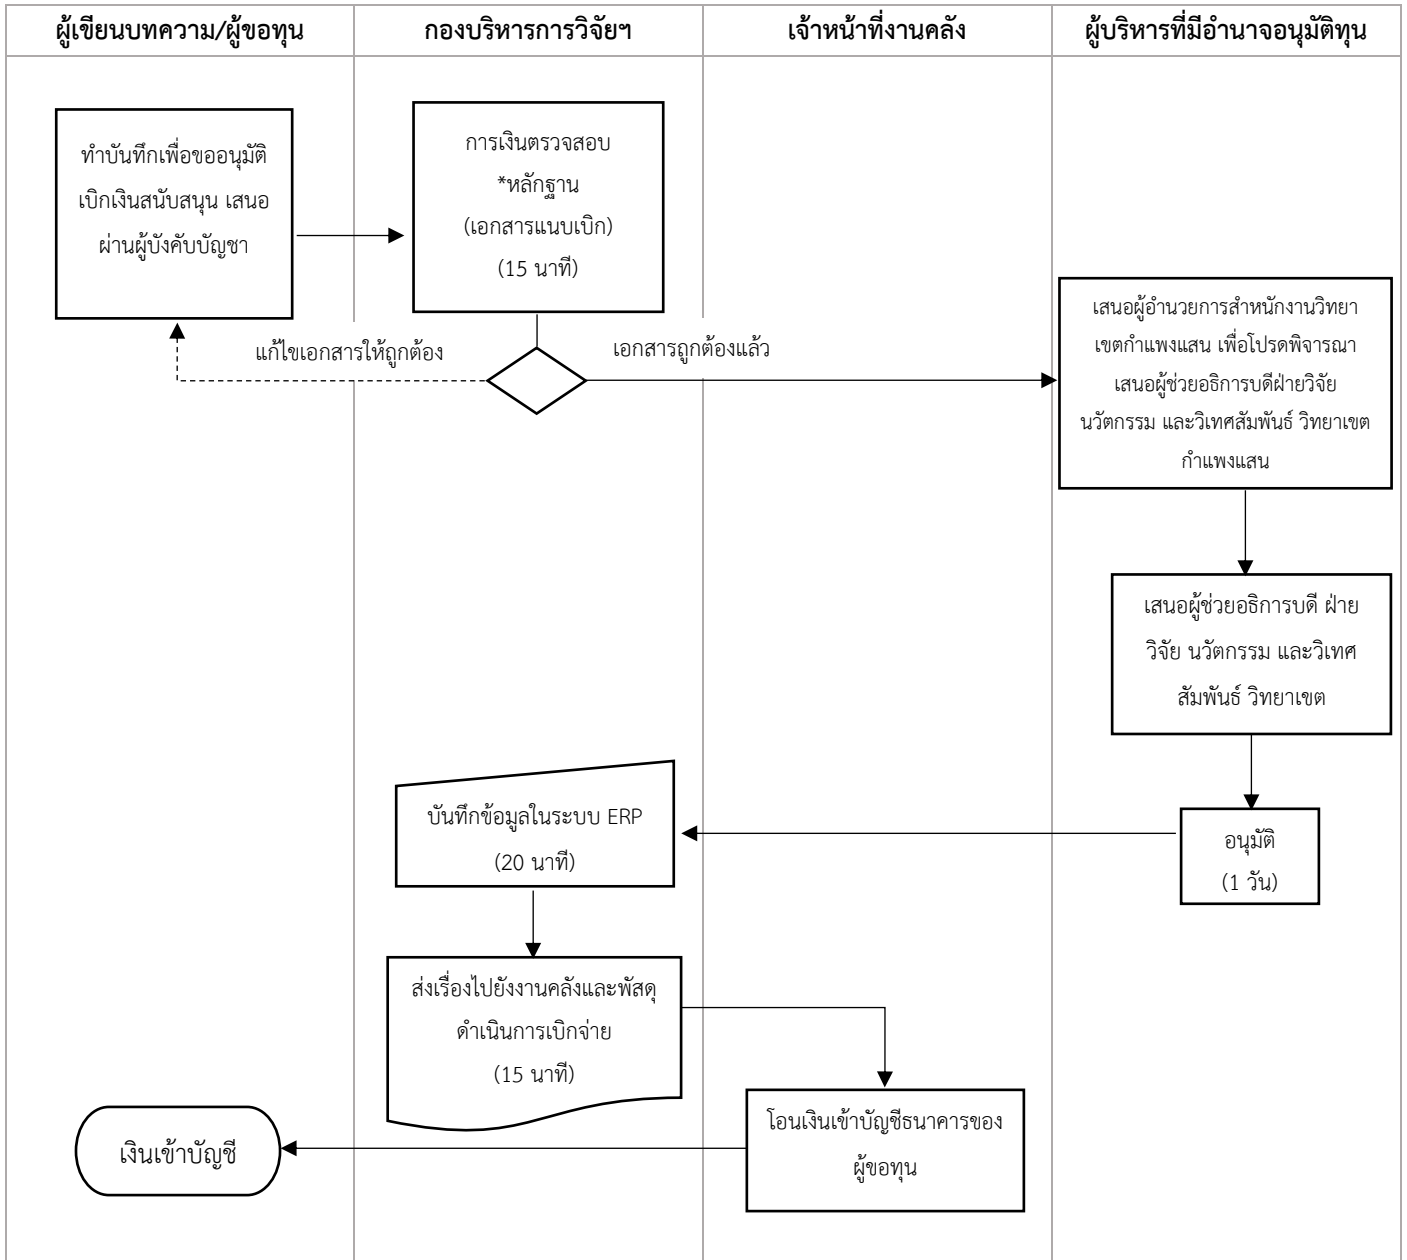 ผู้เขียนบทความ/ผู้ขอทุน
กองบริหารการวิจัยฯ
เจ้าหน้าที่งานคลัง
ผู้บริหารที่มีอำนาจอนุมัติทุน
ทำบันทึกเพื่อขออนุมัติ
เบิกเงินสนับสนุน เสนอ
ผ่านผู้บังคับบัญชา
การเงินตรวจสอบ
*หลักฐาน
(เอกสารแนบเบิก)
(15 นาที)
แก้ไขเอกสารให้ถูกต้อง
เอกสารถูกต้องแล้ว
เสนอผู้อำนวยการสำหนักงานวิทยา
เขตกำแพงแสน เพื่อโปรดพิจารณา
เสนอผู้ช่วยอธิการบดีฝ่ายวิจัย
นวัตกรรม และวิเทศสัมพันธ์ วิทยาเขต
กำแพงแสน
เสนอผู้ช่วยอธิการบดี ฝ่าย
วิจัย นวัตกรรม และวิเทศ
สัมพันธ์ วิทยาเขต
อนุมัติ
(1 วัน)
บันทึกข้อมูลในระบบ ERP
(20 นาที)
ส่งเรื่องไปยังงานคลังและพัสดุ
ดำเนินการเบิกจ่าย
(15 นาที)
โอนเงินเข้าบัญชีธนาคารของ
ผู้ขอทุน
เงินเข้าบัญชี